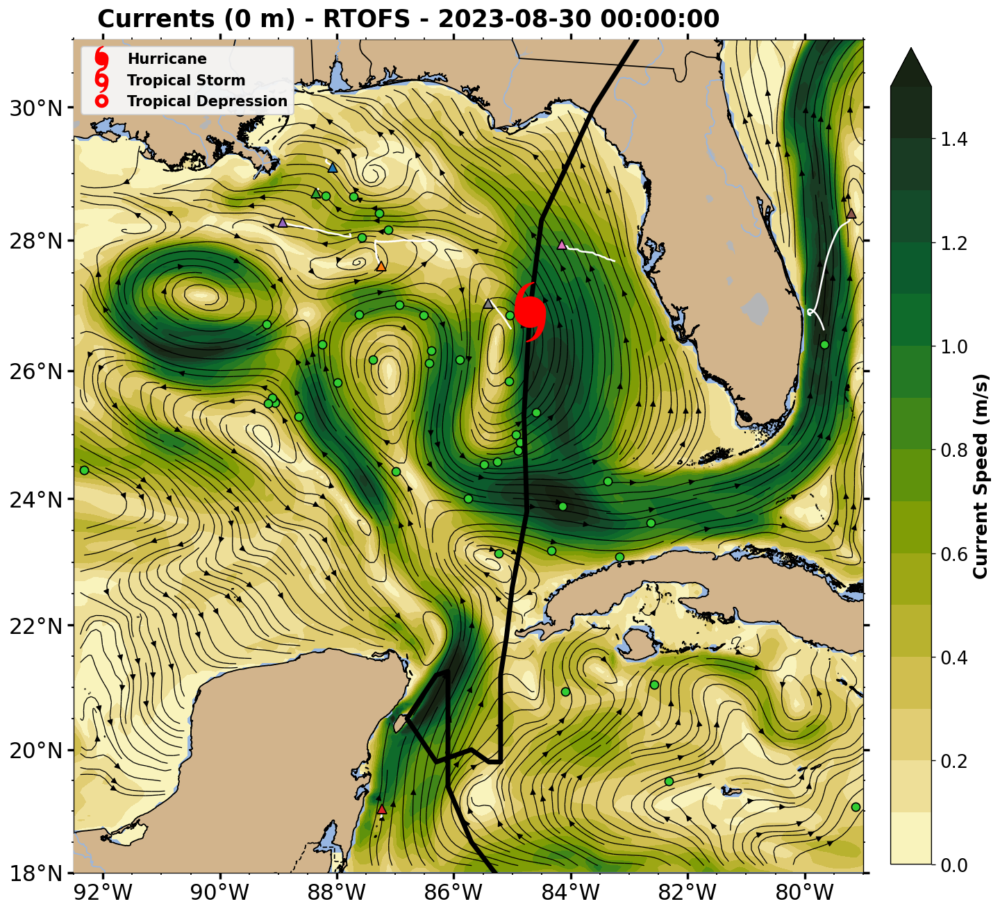 Currents (0 m) - RTOFS - 2023-08-30 00:00:00
Hurricane
Tropical Storm
Tropical Depression
30°N
28°N
26°N
24°N
22°N
20°N
18°N
92°W 90°W 88°W 86°W 84°W 82°W 80°W
1.4
1.2
1.0
0.8
0.6
0.4
0.2
0.0
Current Speed (m/s)